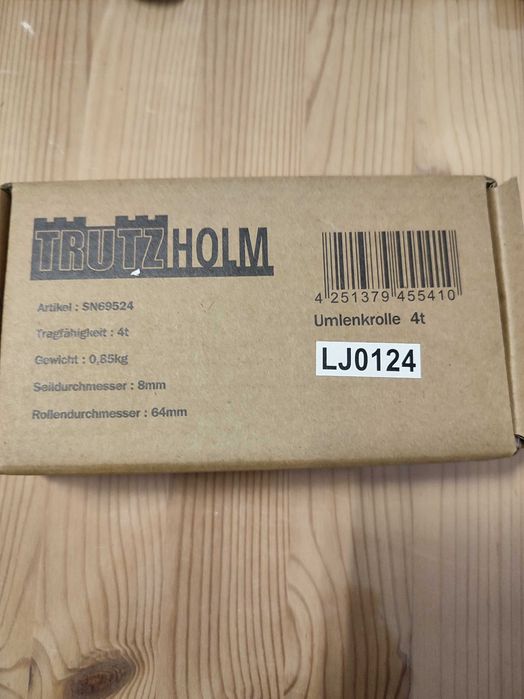 TRUTZHOLM
Artikel : SN69524
Tragfähigkeit : 4t
Gewicht : 0,85kg
Seildurchmesser : 8mm
Rollendurchmesser : 64mm
4 251379 455410
Umlenkrolle 4t
LJ0124